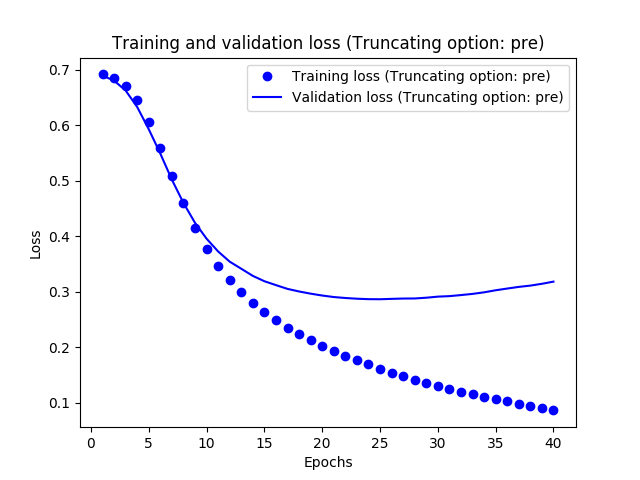 Training and validation loss (Truncating option: pre)
Training loss (Truncating option: pre)
Validation loss (Truncating option: pre)
Loss
0.7
0.6
0.5
0.4
0.3
0.2
0.1
0 5 10 15 20 25 30 35 40
Epochs